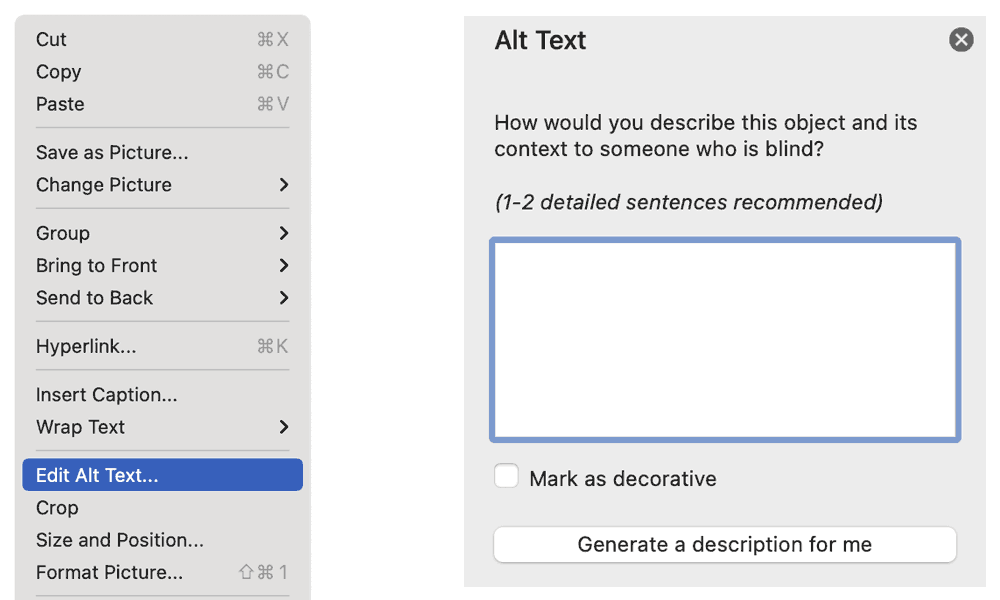 Cut ⌘X
Copy ⌘C
Paste ⌘V
Save as Picture...
Change Picture
Group
Bring to Front
Send to Back
Hyperlink... ⌘K
Insert Caption...
Wrap Text
Edit Alt Text...
Crop
Size and Position...
Format Picture... ⇧⌘1
Alt Text
How would you describe this object and its
context to someone who is blind?
(1-2 detailed sentences recommended)
Mark as decorative
Generate a description for me